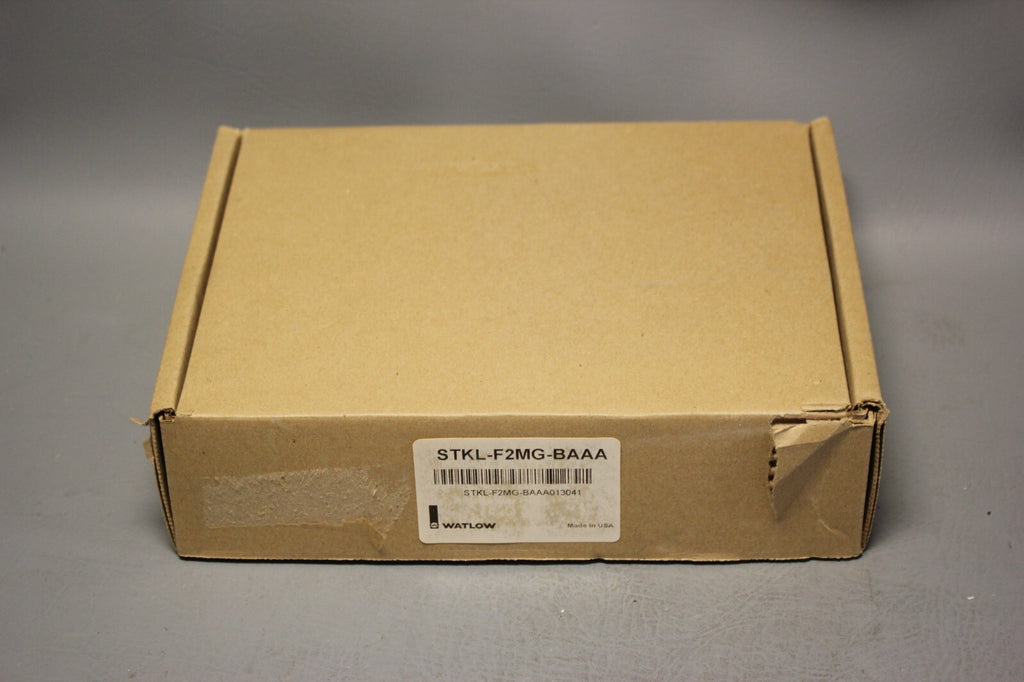 STKL-F2MG-BAAA
STKL-F2MG-BAAA013041
WATLOW
Made in USA